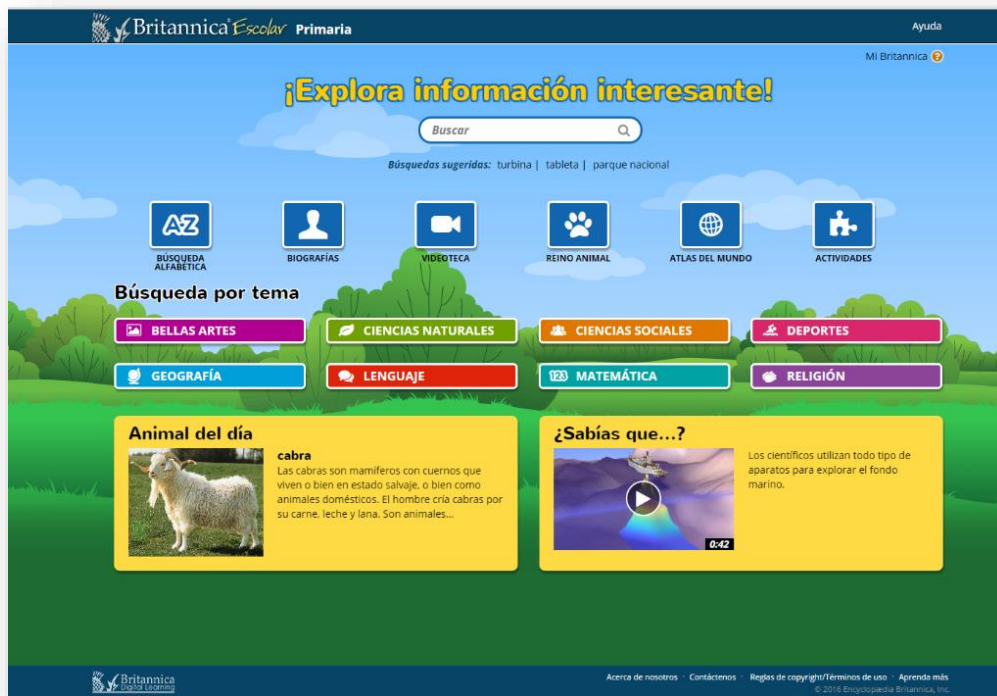 Britannica Escolar Primaria
Ayuda
Mi Britannica ?
¡Explora información interesante!
Buscar
Búsquedas sugeridas: turbina | tableta | parque nacional
AZ
BÚSQUEDA
ALFABÉTICA
BIOGRAFÍAS
VIDEOTECA
REINO ANIMAL
ATLAS DEL MUNDO
ACTIVIDADES
Búsqueda por tema
BELLAS ARTES
CIENCIAS NATURALES
CIENCIAS SOCIALES
DEPORTES
GEOGRAFÍA
LENGUAJE
123 MATEMÁTICA
RELIGIÓN
Animal del día
cabra
Las cabras son mamíferos con cuernos que
viven o bien en estado salvaje, o bien como
animales domésticos. El hombre cría cabras por
su carne, leche y lana. Son animales...
¿Sabías que...?
Los científicos utilizan todo tipo de
aparatos para explorar el fondo
marino.
0:42
Britannica
Digital Learning
Acerca de nosotros · Contáctenos · Reglas de copyright/Términos de uso · Aprenda más
© 2016 Encyclopædia Britannica, Inc.